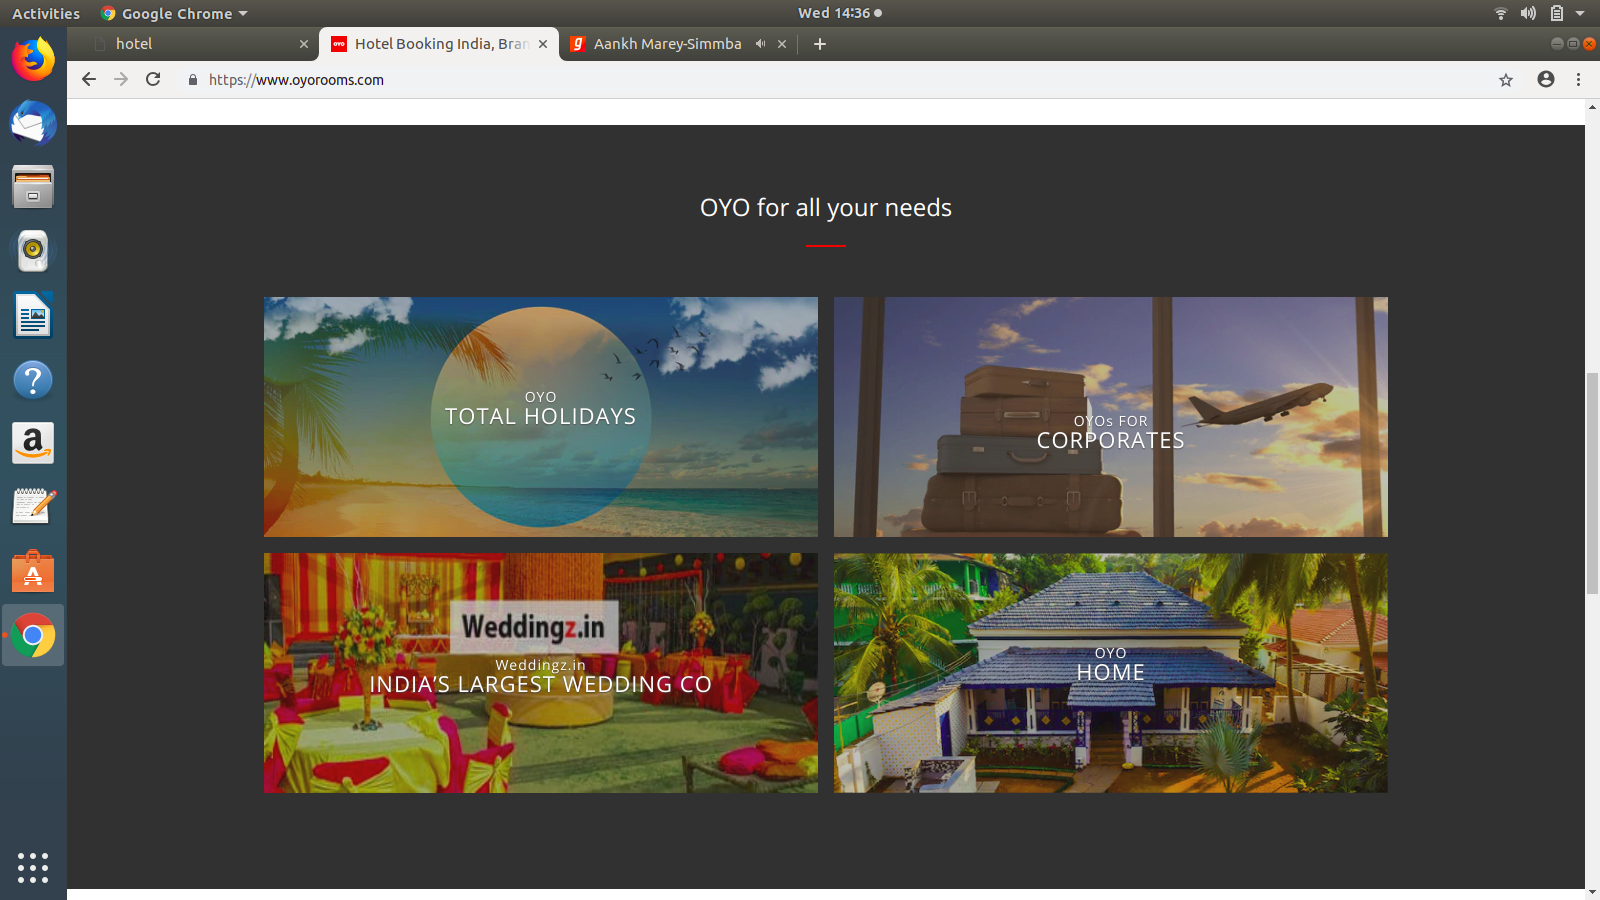 Activities
Google Chrome
Wed 14:36
hotel
OYO
Hotel Booking India, Bran
Aankh Marey-Simmba
https://www.oyorooms.com
OYO for all your needs
OYO
TOTAL HOLIDAYS
OYOs FOR
CORPORATES
Weddingz.in
Weddingz.in
INDIA’S LARGEST WEDDING CO
OYO
HOME